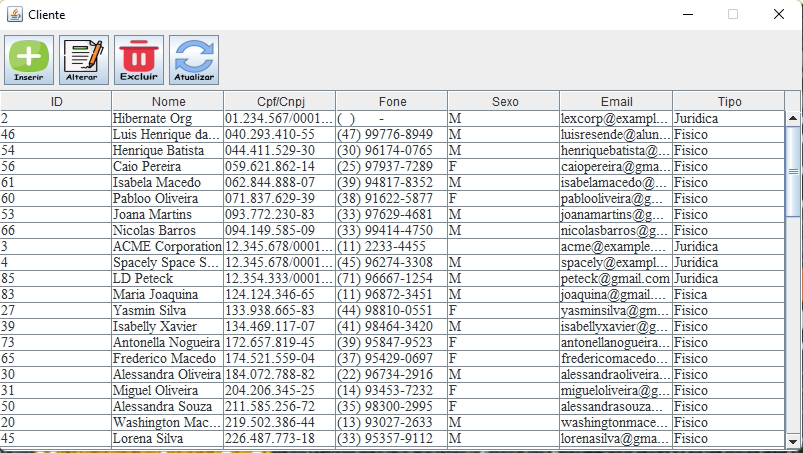 Cliente
Inserir Alterar Excluir Atualizar
ID Nome Cpf/Cnpj Fone Sexo Email Tipo
2 Hibernate Org 01.234.567/0001... ( ) - M lexcorp@exampl... Juridica
46 Luis Henrique da... 040.293.410-55 (47) 99776-8949 M luisresende@alun... Fisico
54 Henrique Batista 044.411.529-30 (30) 96174-0765 M henriquebatista@... Fisico
56 Caio Pereira 059.621.862-14 (25) 97937-7289 F caiopereira@gma... Fisico
61 Isabela Macedo 062.844.888-07 (39) 94817-8352 M isabelamacedo@... Fisico
60 Pabloo Oliveira 071.837.629-39 (38) 91622-5877 F pablooliveira@g... Fisico
53 Joana Martins 093.772.230-83 (33) 97629-4681 M joanamartins@g... Fisico
66 Nicolas Barros 094.149.585-09 (33) 99414-4750 M nicolasbarros@g... Fisico
3 ACME Corporation 12.345.678/0001... (11) 2233-4455 acme@example.... Juridica
4 Spacely Space S... 12.345.678/0001... (45) 96274-3308 M spacely@exampl... Juridica
85 LD Peteck 12.354.333/0001... (71) 96667-1254 M peteck@gmail.com Juridica
83 Maria Joaquina 124.124.346-65 (11) 96872-3451 M joaquina@gmail.... Fisica
27 Yasmin Silva 133.938.665-83 (44) 98810-0551 F yasminsilva@gm... Fisico
39 Isabelly Xavier 134.469.117-07 (41) 98464-3420 M isabellyxavier@g... Fisico
73 Antonella Nogueira 172.657.819-45 (39) 95847-9523 F antonellanogueira... Fisico
65 Frederico Macedo 174.521.559-04 (37) 95429-0697 F fredericomacedo... Fisico
30 Alessandra Oliveira 184.072.788-82 (22) 96734-2916 M alessandraoliveira... Fisico
31 Miguel Oliveira 204.206.345-25 (14) 93453-7232 F migueloliveira@g... Fisico
50 Alessandra Souza 211.585.256-72 (35) 98300-2995 F alessandrasouza... Fisico
20 Washington Mac... 219.502.386-44 (13) 93027-2633 M washingtonmace... Fisico
45 Lorena Silva 226.487.773-18 (33) 95357-9112 M lorenasilva@gma... Fisico